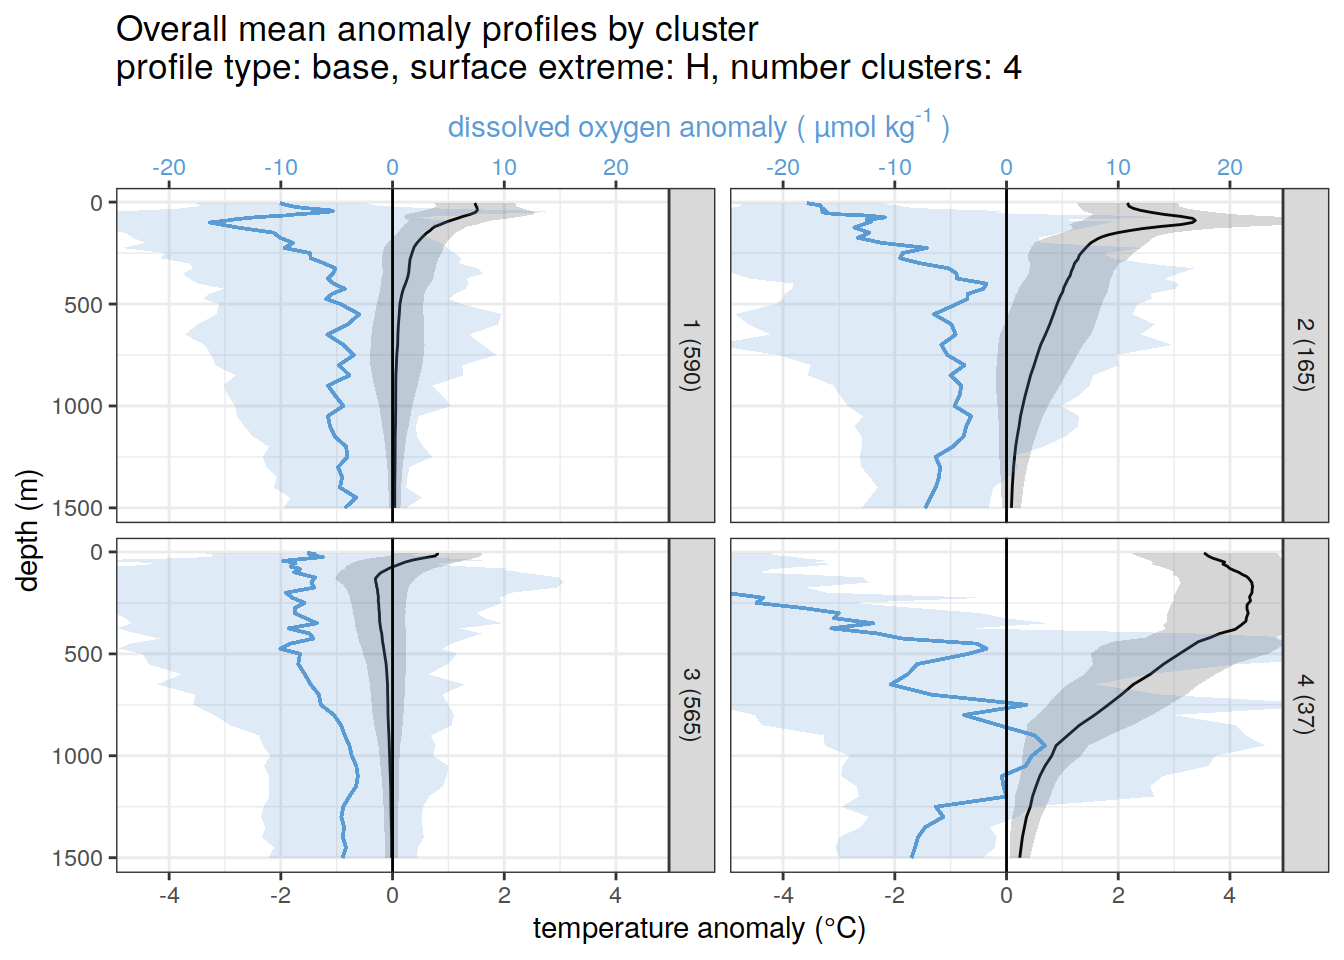 Overall mean anomaly profiles by cluster
profile type: base, surface extreme: H, number clusters: 4
dissolved oxygen anomaly ( µmol kg⁻¹ )
-20 -10 0 10 20 -20 -10 0 10 20
0
500
1000
1500
1 (590)
2 (165)
depth (m)
0
500
1000
1500
3 (565)
4 (37)
-4 -2 0 2 4 -4 -2 0 2 4
temperature anomaly (°C)